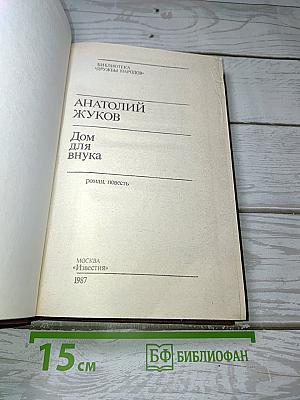 БИБЛИОТЕКА
«ДРУЖБЫ НАРОДОВ»
АНАТОЛИЙ
ЖУКОВ
Дом
для
внука
роман, повесть
МОСКВА
«Известия»
1987
15 см
БФ БИБЛИОФАН